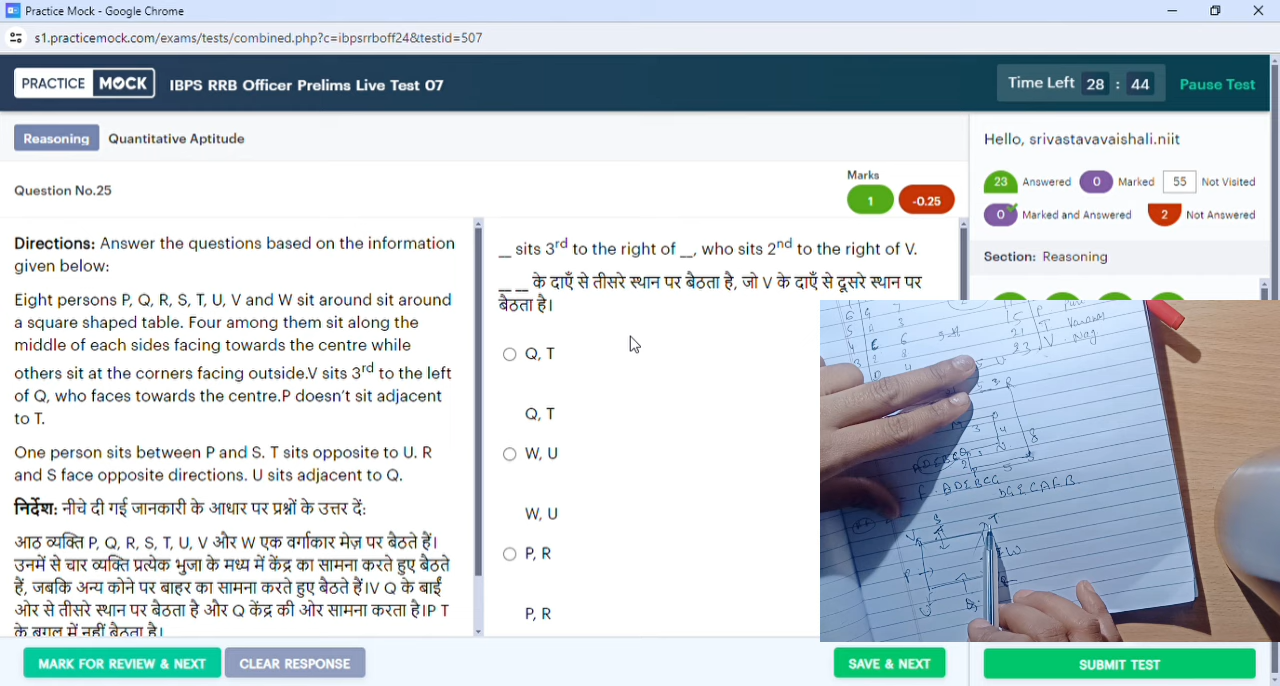 Practice Mock - Google Chrome
s1.practicemock.com/exams/tests/combined.php?c=ibpsrrboff24&testid=507
PRACTICE MOCK
IBPS RRB Officer Prelims Live Test 07
Time Left 28 : 44
Pause Test
Reasoning
Quantitative Aptitude
Hello, srivastavavaishali.niit
Question No.25
Marks
1
-0.25
23 Answered 0 Marked 55 Not Visited
0 Marked and Answered 2 Not Answered
Section: Reasoning
Directions: Answer the questions based on the information
given below:
Eight persons P, Q, R, S, T, U, V and W sit around sit around
a square shaped table. Four among them sit along the
middle of each sides facing towards the centre while
others sit at the corners facing outside.V sits 3rd to the left
of Q, who faces towards the centre.P doesn't sit adjacent
to T.
One person sits between P and S. T sits opposite to U. R
and S face opposite directions. U sits adjacent to Q.
निर्देश: नीचे दी गई जानकारी के आधार पर प्रश्नों के उत्तर दें:
आठ व्यक्ति P, Q, R, S, T, U, V और W एक वर्गाकार मेज़ पर बैठते हैं।
उनमें से चार व्यक्ति प्रत्येक भुजा के मध्य में केंद्र का सामना करते हुए बैठते
हैं, जबकि अन्य कोने पर बाहर का सामना करते हुए बैठते हैं।V Q के बाईं
ओर से तीसरे स्थान पर बैठता है और Q केंद्र की ओर सामना करता है।P T
के बगल में नहीं बैठता है।
__ sits 3rd to the right of __, who sits 2nd to the right of V.
__ __ के दाएँ से तीसरे स्थान पर बैठता है, जो V के दाएँ से दूसरे स्थान पर
बैठता है।
Q, T
Q, T
W, U
W, U
P, R
P, R
ADEBCG
bGECAFB
V S T
P W
U Q R
MARK FOR REVIEW & NEXT
CLEAR RESPONSE
SAVE & NEXT
SUBMIT TEST